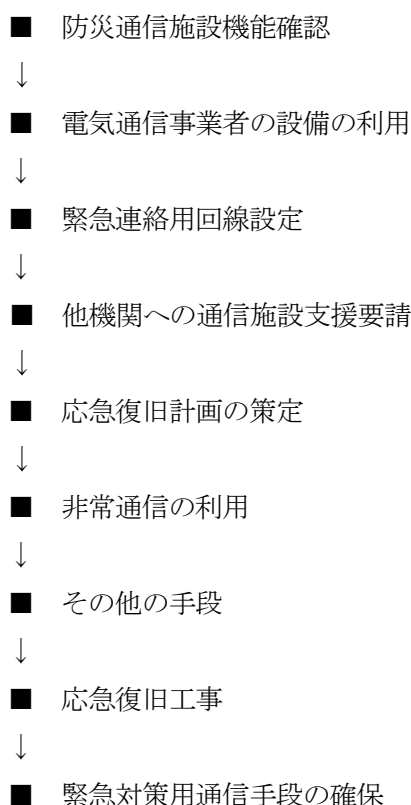 ■ 防災通信施設機能確認
↓
■ 電気通信事業者の設備の利用
↓
■ 緊急連絡用回線設定
↓
■ 他機関への通信施設支援要請
↓
■ 応急復旧計画の策定
↓
■ 非常通信の利用
↓
■ その他の手段
↓
■ 応急復旧工事
↓
■ 緊急対策用通信手段の確保